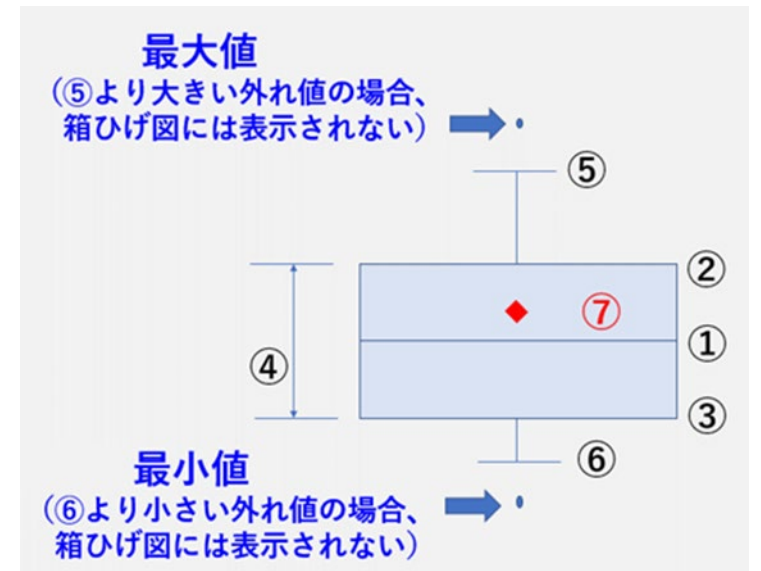 最大値
（⑤より大きい外れ値の場合、
箱ひげ図には表示されない）
⑤
②
⑦
①
④
③
⑥
最小値
（⑥より小さい外れ値の場合、
箱ひげ図には表示されない）